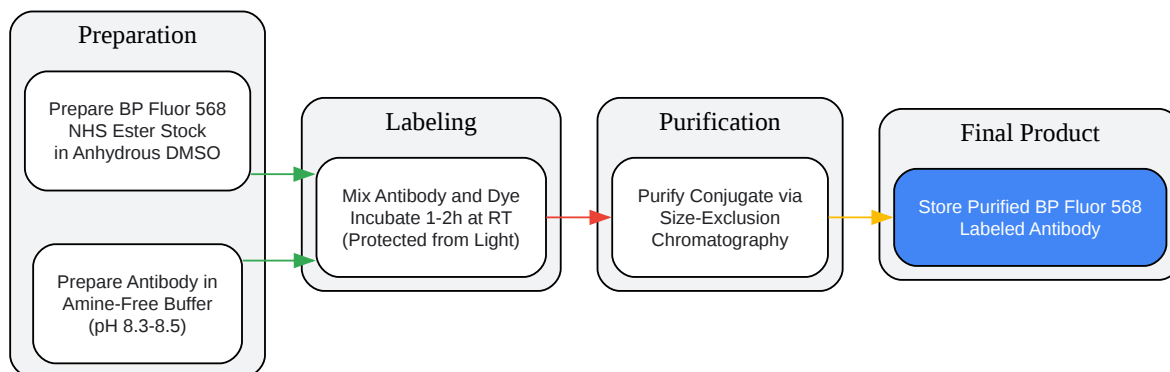 Preparation
Prepare BP Fluor 568
NHS Ester Stock
in Anhydrous DMSO
Prepare Antibody in
Amine-Free Buffer
(pH 8.3-8.5)
Labeling
Mix Antibody and Dye
Incubate 1-2h at RT
(Protected from Light)
Purification
Purify Conjugate via
Size-Exclusion
Chromatography
Final Product
Store Purified BP Fluor 568
Labeled Antibody